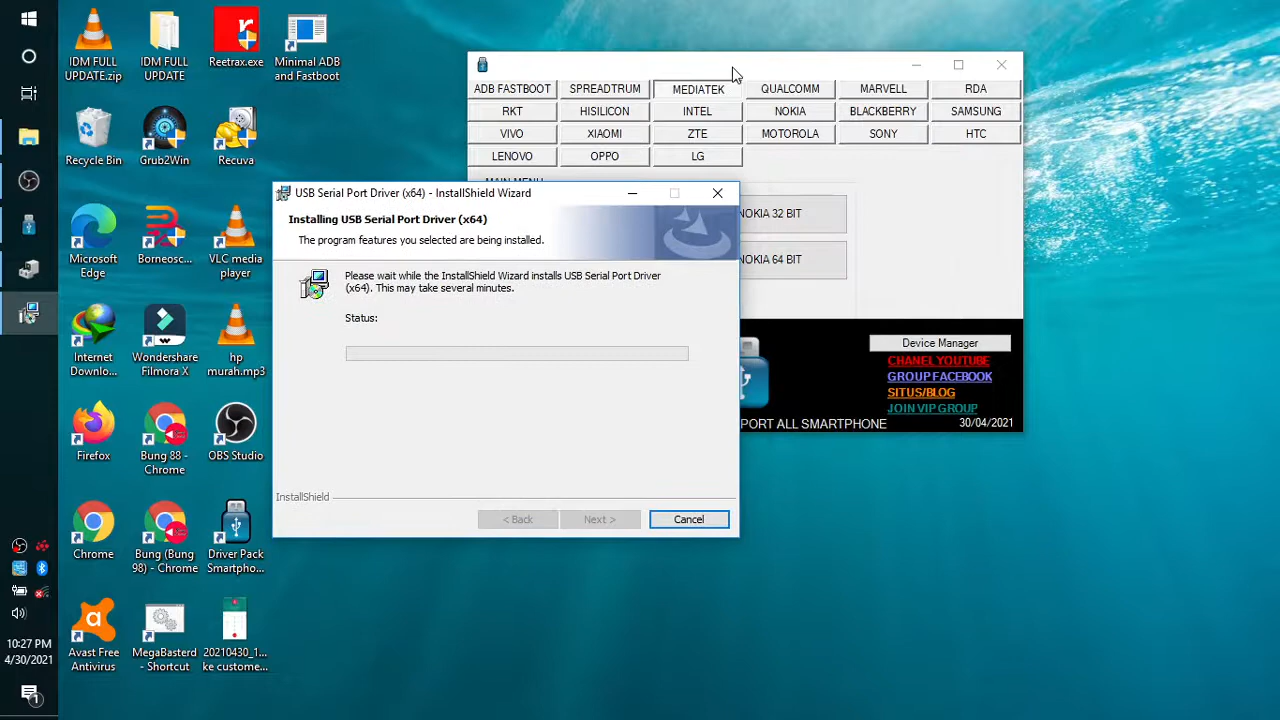 IDM FULL
UPDATE.zip
IDM FULL
UPDATE
Reetrax.exe
Minimal ADB
and Fastboot
Recycle Bin
Grub2Win
Recuva
Microsoft
Edge
Borneosc...
VLC media
player
Internet
Downlo...
Wondershare
Filmora X
hp
murah.mp3
Firefox
Bung 88 -
Chrome
OBS Studio
Chrome
Bung (Bung
98) - Chrome
Driver Pack
Smartpho...
Avast Free
Antivirus
MegaBasterd
- Shortcut
20210430_1...
ke custome...
10:27 PM
4/30/2021
1
ADB FASTBOOT
SPREADTRUM
MEDIATEK
QUALCOMM
MARVELL
RDA
RKT
HISILICON
INTEL
NOKIA
BLACKBERRY
SAMSUNG
VIVO
XIAOMI
ZTE
MOTOROLA
SONY
HTC
LENOVO
OPPO
LG
NOKIA 32 BIT
NOKIA 64 BIT
Device Manager
CHANEL YOUTUBE
GROUP FACEBOOK
SITUS/BLOG
JOIN VIP GROUP
PORT ALL SMARTPHONE
30/04/2021
USB Serial Port Driver (x64) - InstallShield Wizard
Installing USB Serial Port Driver (x64)
The program features you selected are being installed.
Please wait while the InstallShield Wizard installs USB Serial Port Driver
(x64). This may take several minutes.
Status:
InstallShield
< Back
Next >
Cancel